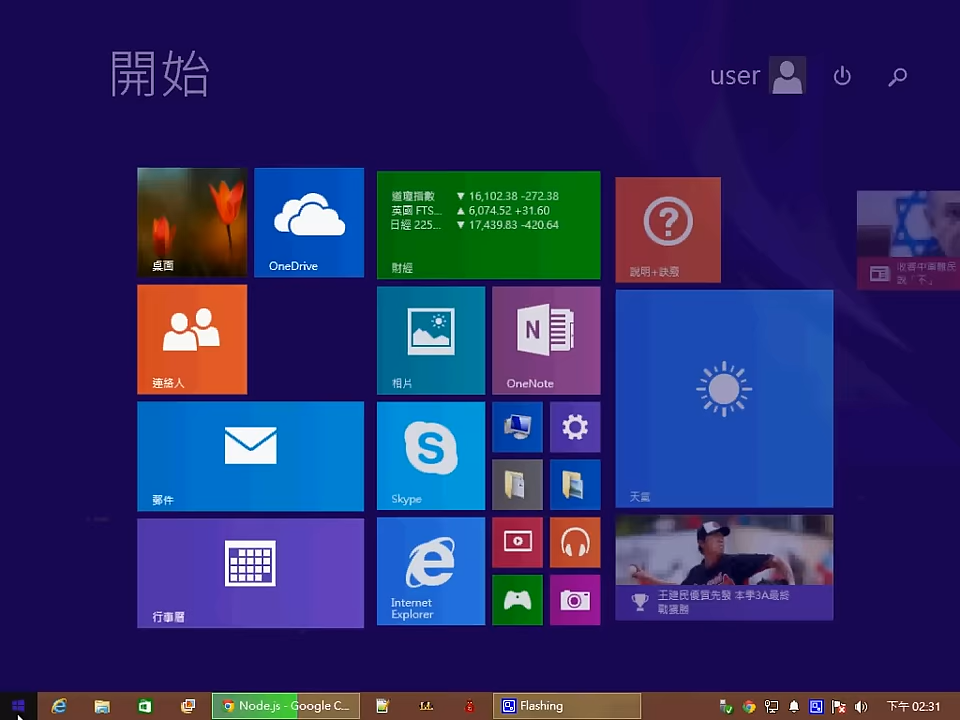 開始
user
桌面
OneDrive
道瓊指數 ▼ 16,102.38 -272.38
英國 FTS... ▲ 6,074.52 +31.60
日經 225... ▼ 17,439.83 -420.64
財經
說明+訣竅
連絡人
相片
OneNote
郵件
Skype
天氣
行事曆
Internet
Explorer
王建民優質先發 本季3A最終
戰獲勝
Node.js - Google C...
Flashing
下午 02:31